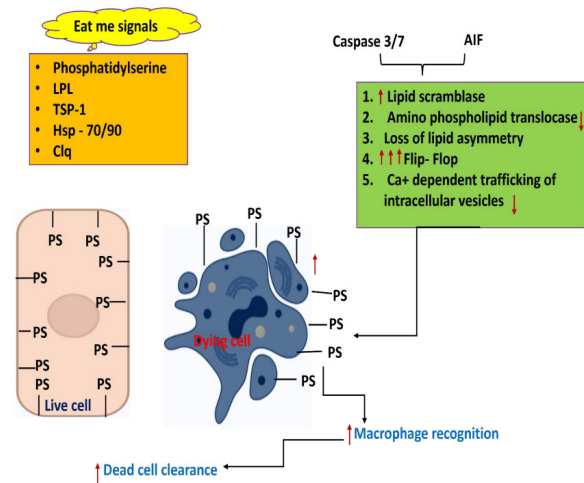 Eat me signals
• Phosphatidylserine
• LPL
• TSP-1
• Hsp - 70/90
• Clq
Caspase 3/7 AIF
1. ↑ Lipid scramblase
2. Amino phospholipid translocase ↓
3. Loss of lipid asymmetry
4. ↑ ↑ ↑ Flip- Flop
5. Ca+ dependent trafficking of
intracellular vesicles ↓
PS PS
PS
PS
PS
PS
PS
PS
PS PS
Live cell
PS PS PS
↑
PS
PS
PS
PS
Dying cell
↑ Macrophage recognition
↑ Dead cell clearance